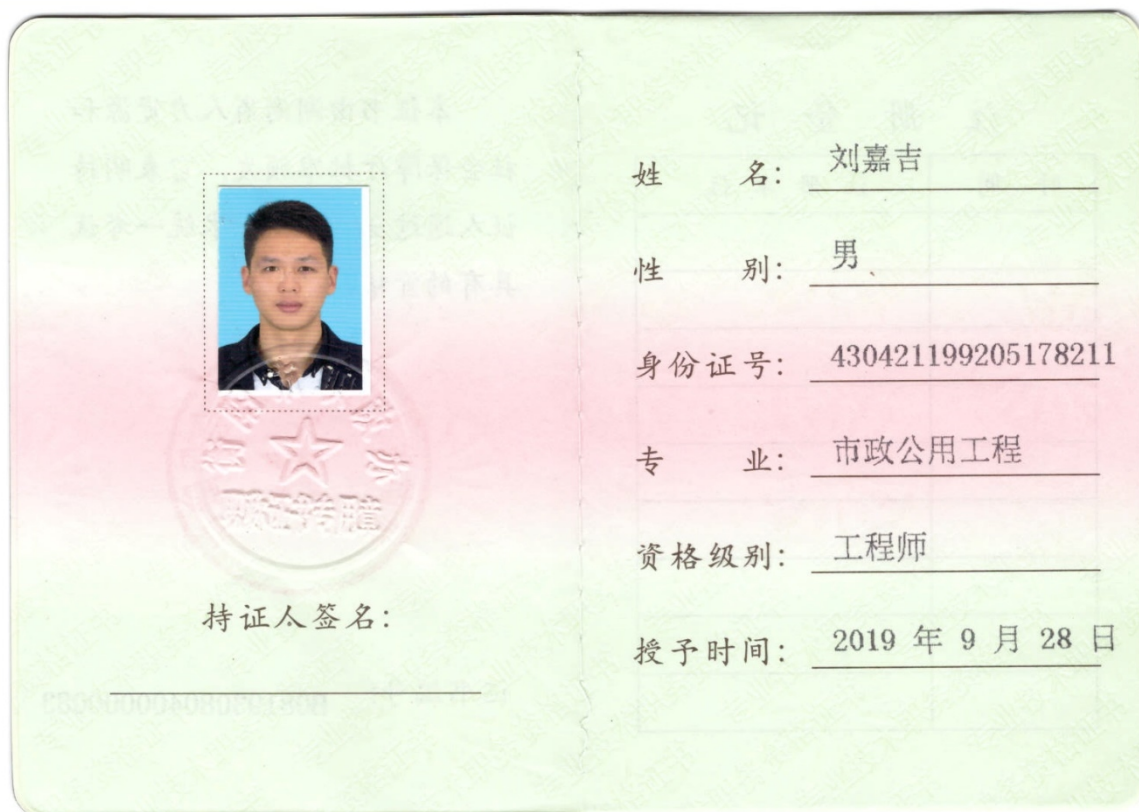 持证人签名:
姓 名: 刘嘉吉
性 别: 男
身份证号: 430421199205178211
专 业: 市政公用工程
资格级别: 工程师
授予时间: 2019 年 9 月 28 日